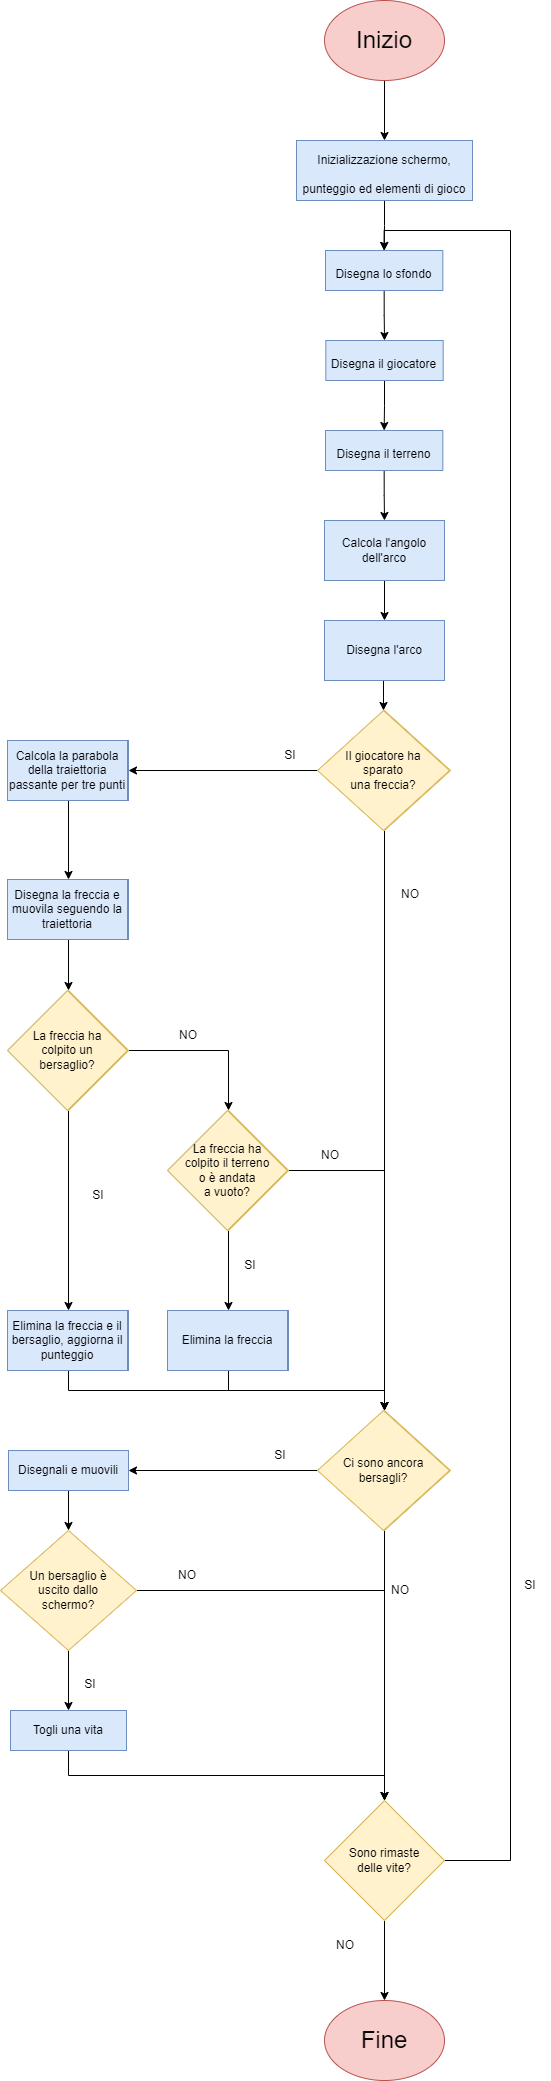 Inizio
Inizializzazione schermo,
punteggio ed elementi di gioco
Disegna lo sfondo
Disegna il giocatore
Disegna il terreno
Calcola l'angolo
dell'arco
Disegna l'arco
Il giocatore ha
sparato
una freccia?
SI
Calcola la parabola
della traiettoria
passante per tre punti
NO
Disegna la freccia e
muovila seguendo la
traiettoria
La freccia ha
colpito un
bersaglio?
NO
La freccia ha
colpito il terreno
o è andata
a vuoto?
NO
SI
SI
Elimina la freccia e il
bersaglio, aggiorna il
punteggio
Elimina la freccia
Ci sono ancora
bersagli?
SI
Disegnali e muovili
Un bersaglio è
uscito dallo
schermo?
NO
NO
SI
SI
Togli una vita
Sono rimaste
delle vite?
NO
Fine